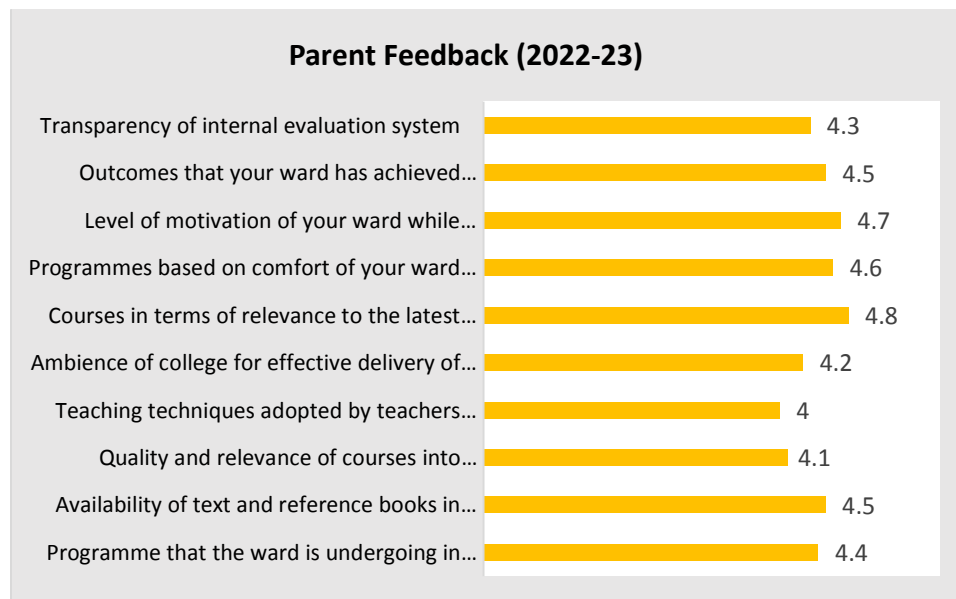 Parent Feedback (2022-23)
Transparency of internal evaluation system 4.3
Outcomes that your ward has achieved... 4.5
Level of motivation of your ward while... 4.7
Programmes based on comfort of your ward... 4.6
Courses in terms of relevance to the latest... 4.8
Ambience of college for effective delivery of... 4.2
Teaching techniques adopted by teachers... 4
Quality and relevance of courses into... 4.1
Availability of text and reference books in... 4.5
Programme that the ward is undergoing in... 4.4